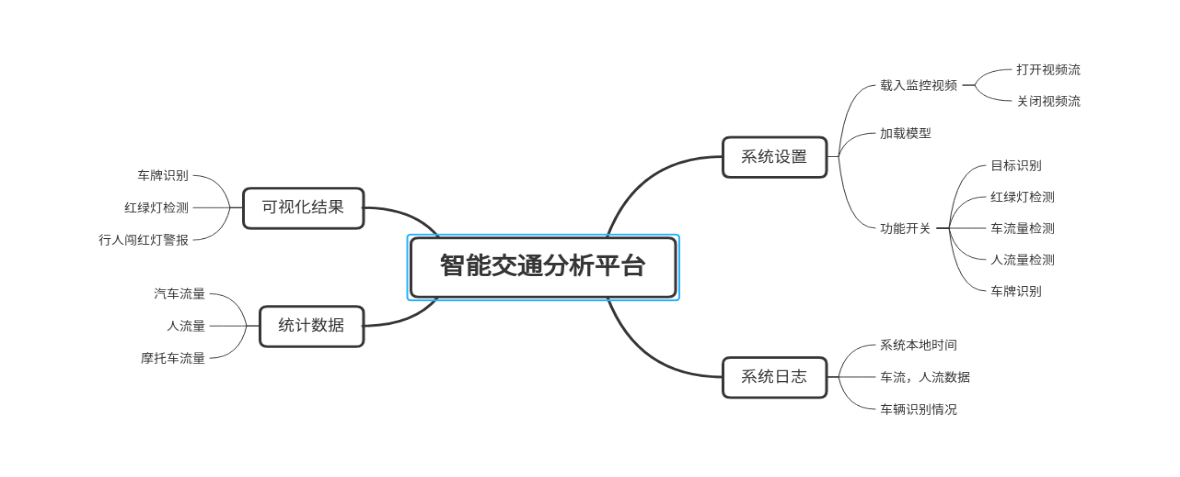 智能交通分析平台
系统设置
载入监控视频
打开视频流
关闭视频流
加载模型
功能开关
目标识别
红绿灯检测
车流量检测
人流量检测
车牌识别
系统日志
系统本地时间
车流，人流数据
车辆识别情况
可视化结果
车牌识别
红绿灯检测
行人闯红灯警报
统计数据
汽车流量
人流量
摩托车流量